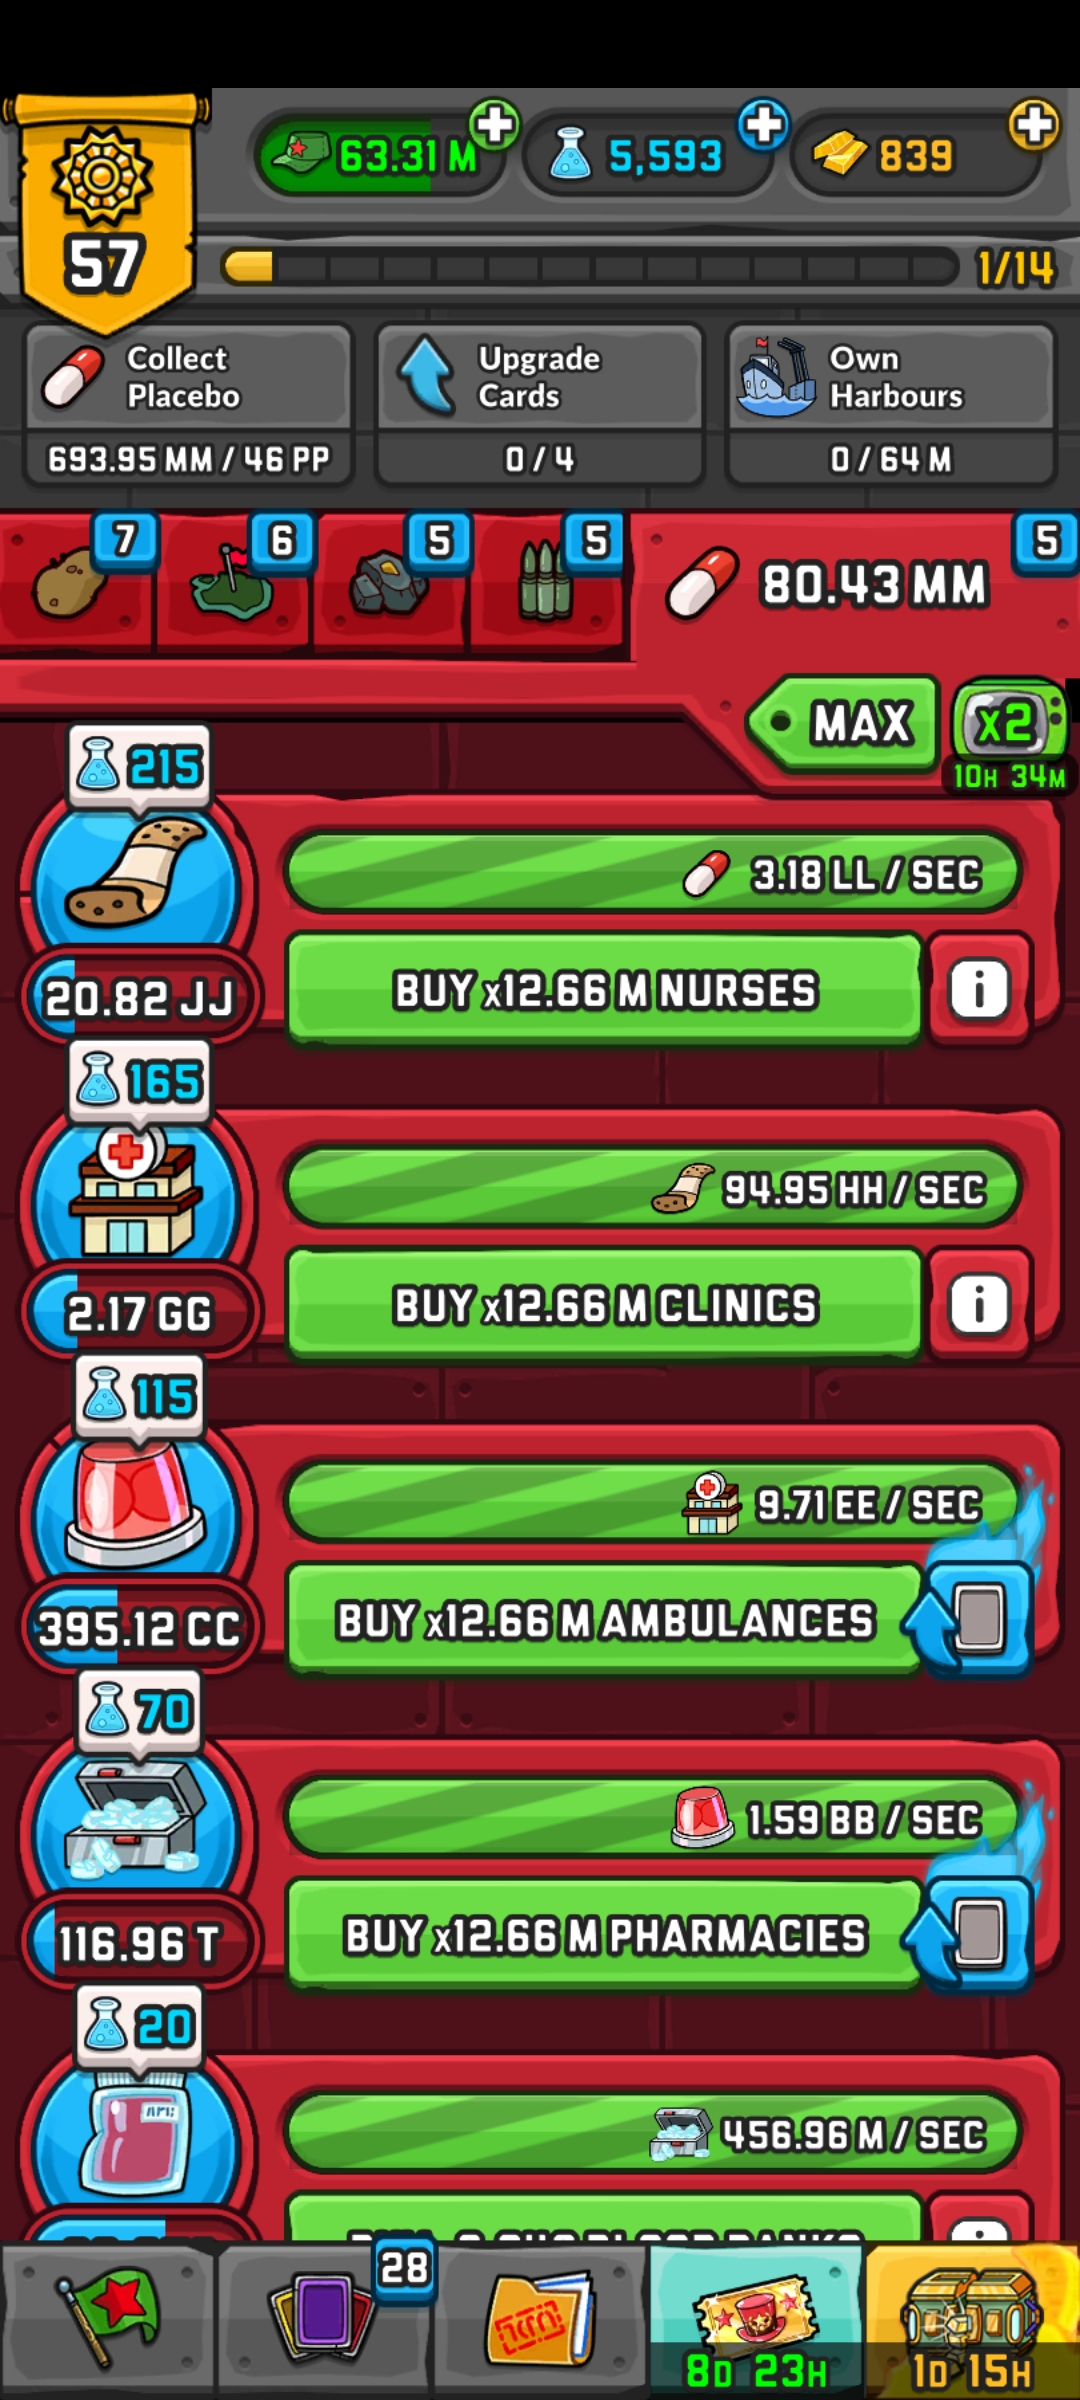 63.31 M
5,593
839
57
1/14
Collect
Placebo
693.95 MM / 46 PP
Upgrade
Cards
0 / 4
Own
Harbours
0 / 64 M
7
6
5
5
80.43 MM
5
MAX
x2
10H 34M
215
3.18 LL / SEC
20.82 JJ
BUY x12.66 M NURSES
i
165
94.95 HH / SEC
2.17 GG
BUY x12.66 M CLINICS
i
115
9.71 EE / SEC
395.12 CC
BUY x12.66 M AMBULANCES
70
1.59 BB / SEC
116.96 T
BUY x12.66 M PHARMACIES
20
456.96 M / SEC
28
8D 23H
1D 15H